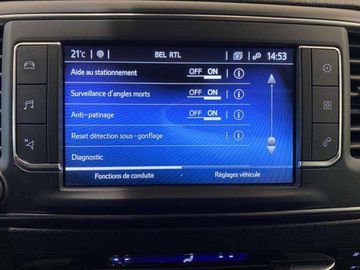 21°C BEL RTL 14:53
Aide au stationnement OFF ON
Surveillance d'angles morts OFF ON
Anti-patinage OFF ON
Reset détection sous-gonflage
Diagnostic
Fonctions de conduite Réglages véhicule